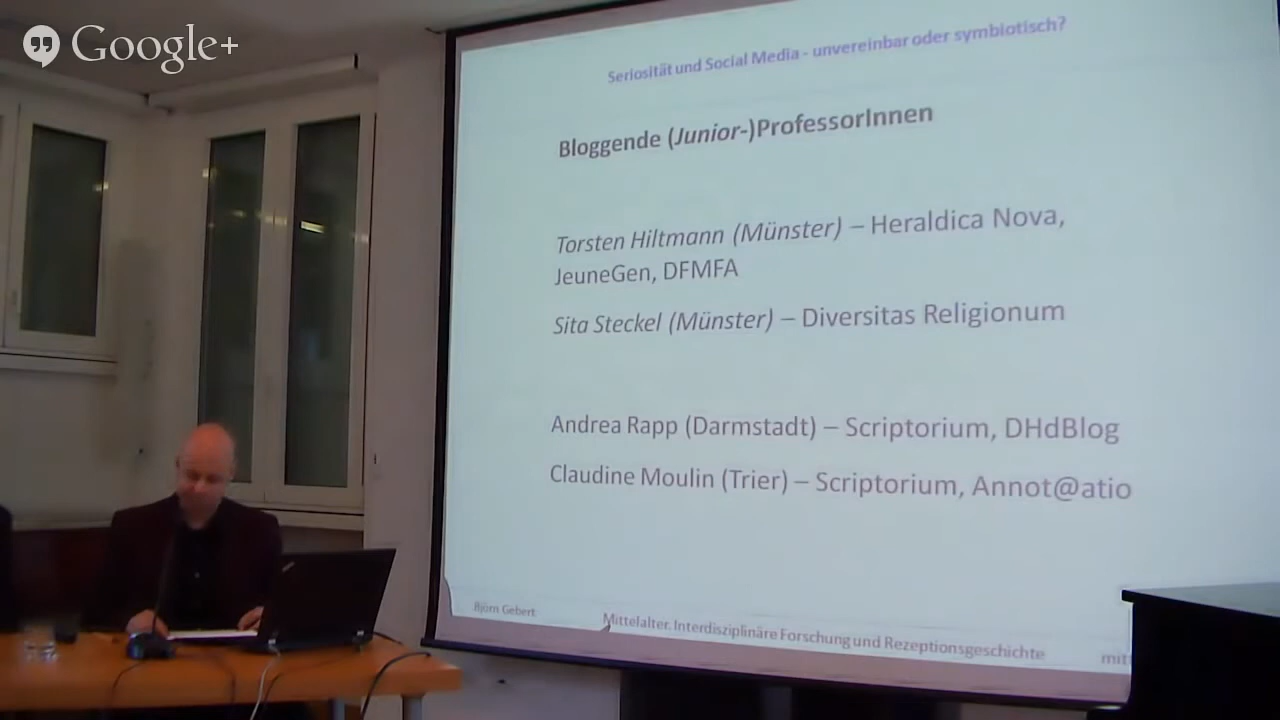 Google+
Seriosität und Social Media - unvereinbar oder symbiotisch?
Bloggende (Junior-)ProfessorInnen
Torsten Hiltmann (Münster) – Heraldica Nova,
JeuneGen, DFMFA
Sita Steckel (Münster) – Diversitas Religionum
Andrea Rapp (Darmstadt) – Scriptorium, DHdBlog
Claudine Moulin (Trier) – Scriptorium, Annot@atio
Björn Gebert
Mittelalter. Interdisziplinäre Forschung und Rezeptionsgeschichte